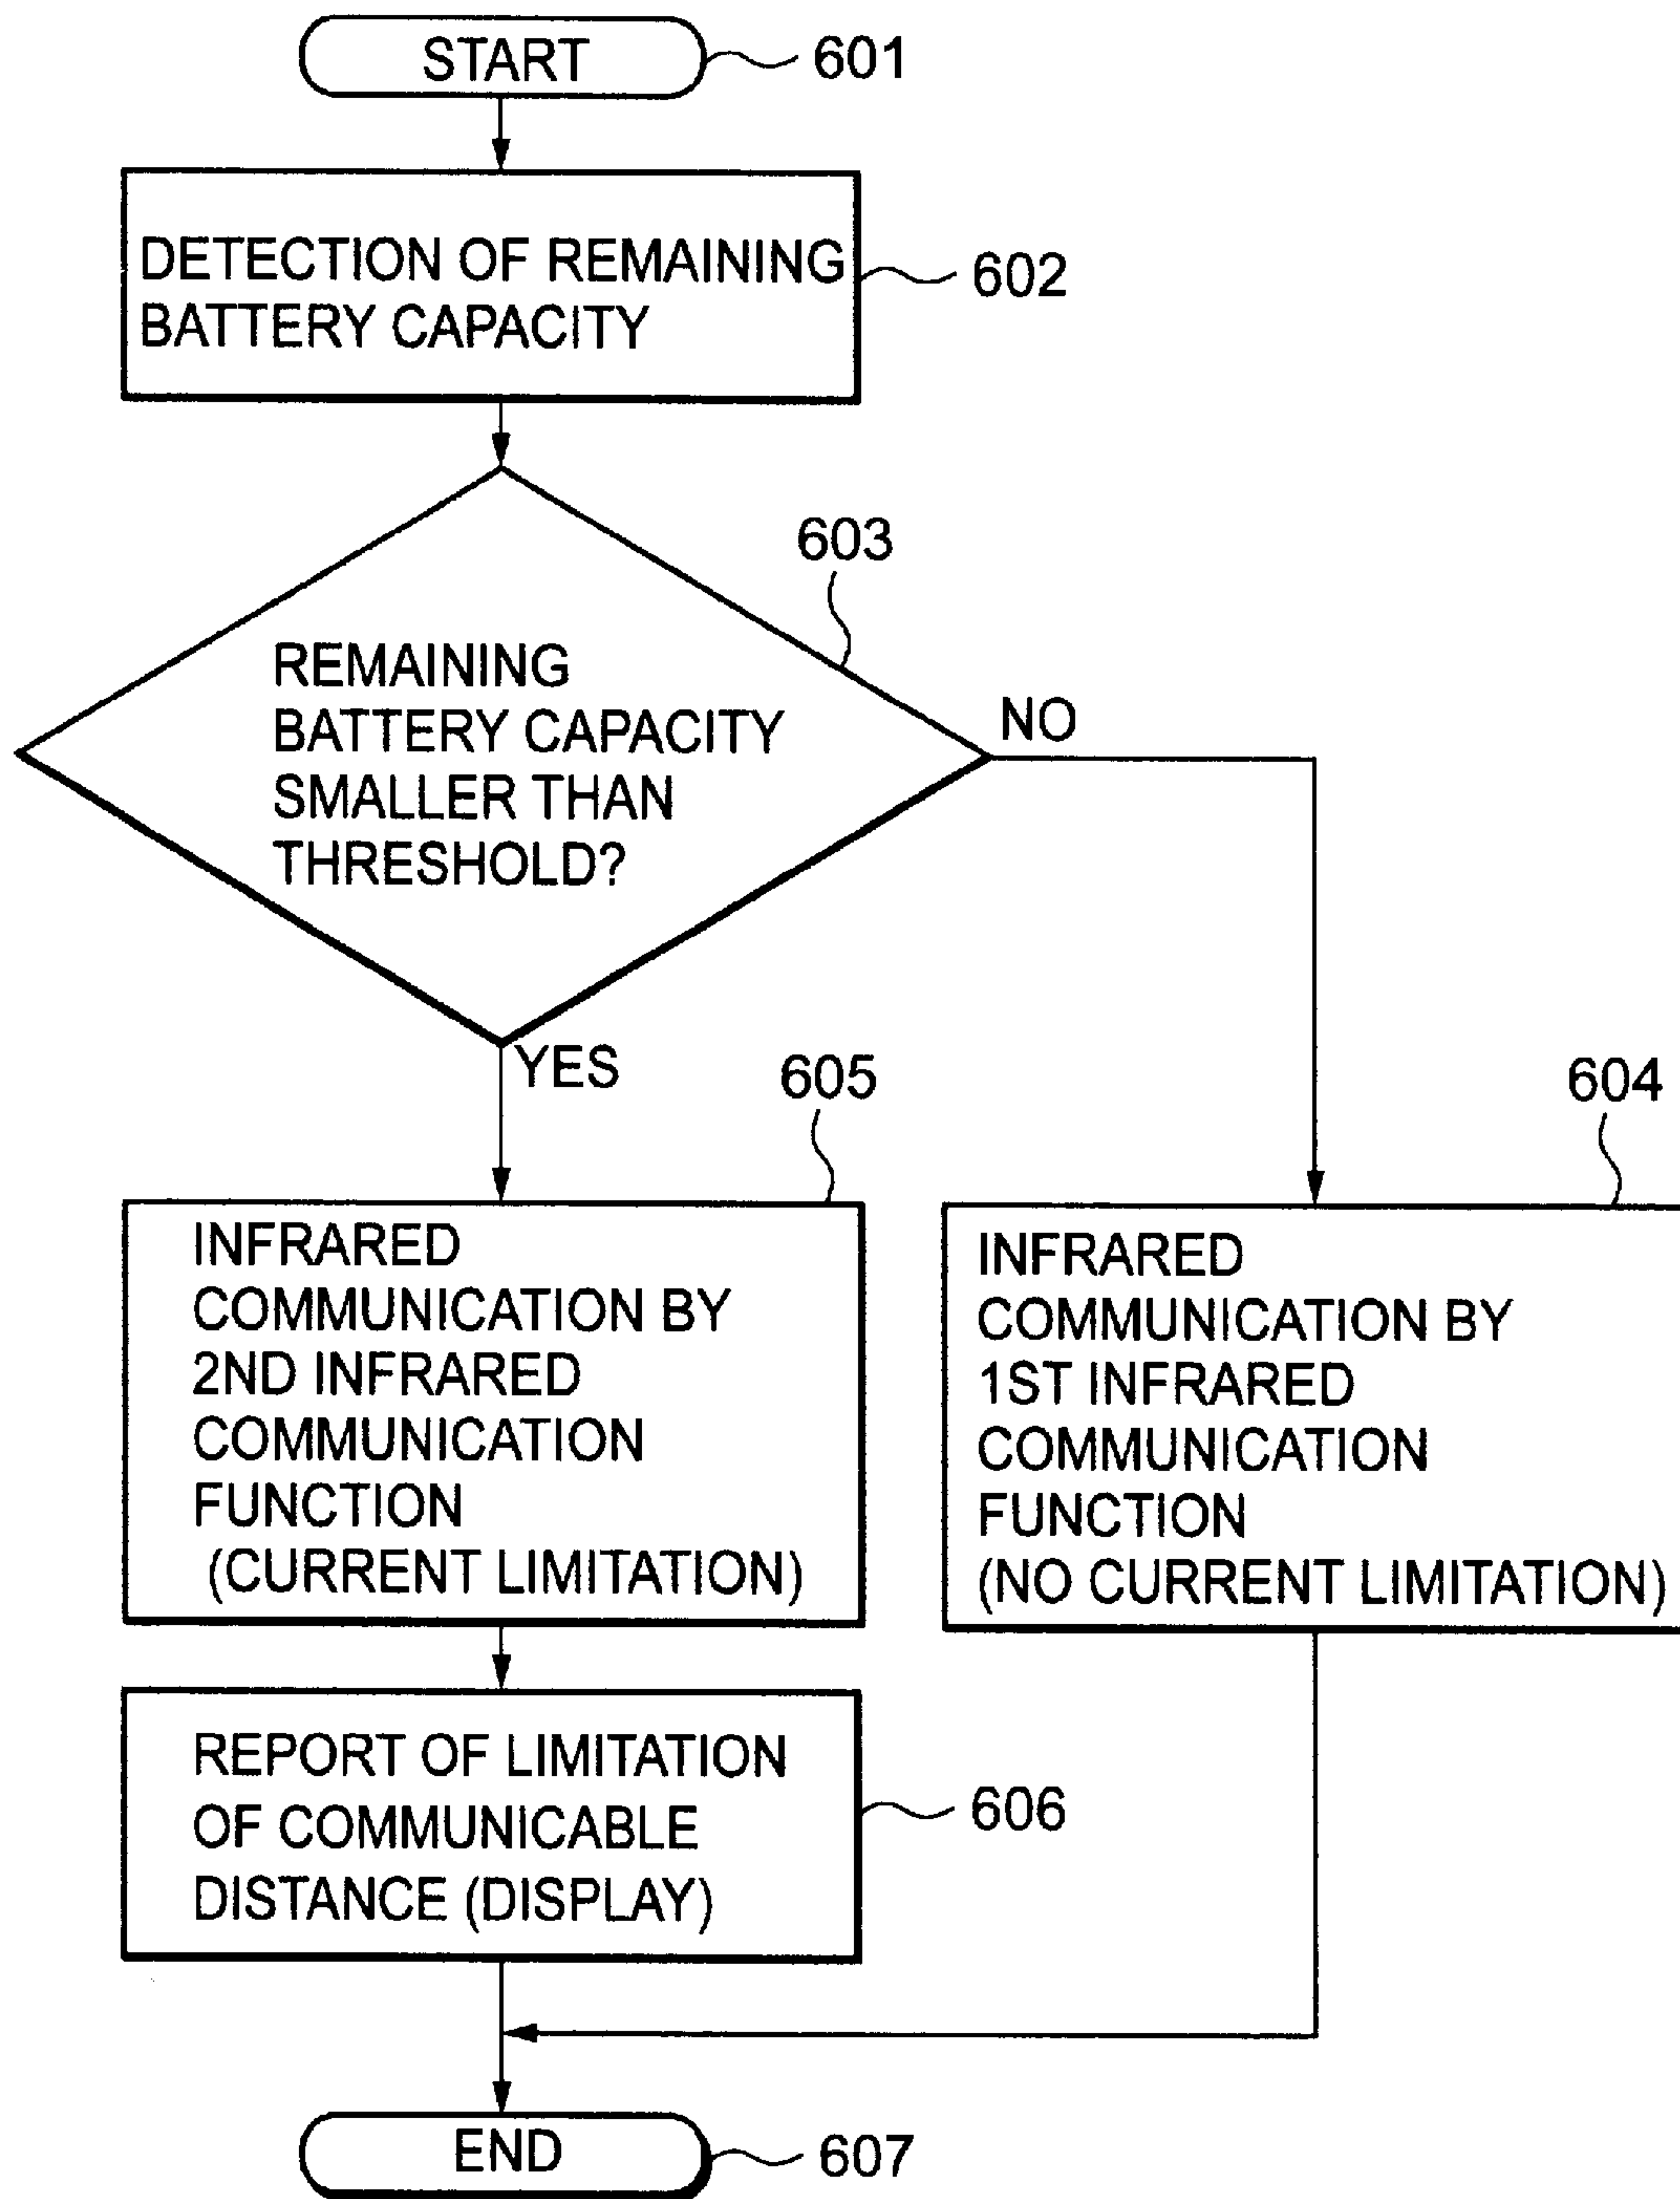 START
601
DETECTION OF REMAINING
BATTERY CAPACITY
602
603
REMAINING
BATTERY CAPACITY
SMALLER THAN
THRESHOLD?
NO
YES
605
604
INFRARED
COMMUNICATION BY
2ND INFRARED
COMMUNICATION
FUNCTION
(CURRENT LIMITATION)
INFRARED
COMMUNICATION BY
1ST INFRARED
COMMUNICATION
FUNCTION
(NO CURRENT LIMITATION)
REPORT OF LIMITATION
OF COMMUNICABLE
DISTANCE (DISPLAY)
606
END
607